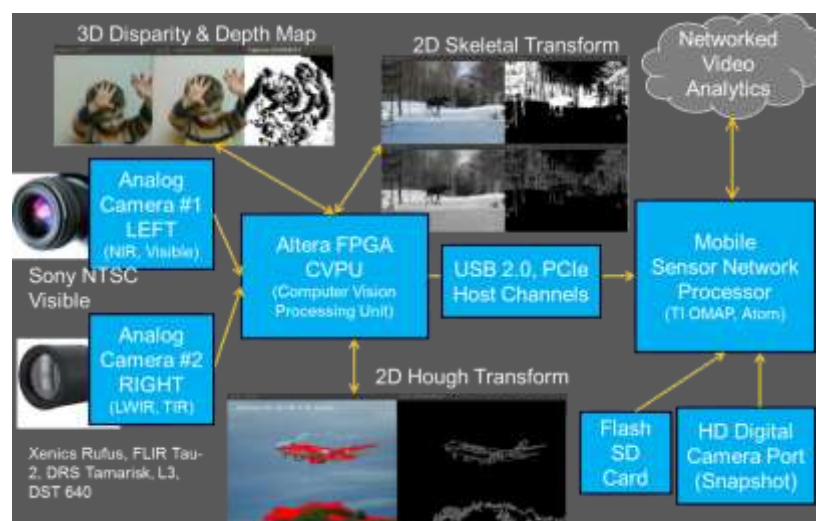 3D Disparity & Depth Map
2D Skeletal Transform
Networked
Video
Analytics
Analog
Camera #1
LEFT
(NIR, Visible)
Sony NTSC
Visible
Altera FPGA
CVPU
(Computer Vision
Processing Unit)
USB 2.0, PCIe
Host Channels
Mobile
Sensor Network
Processor
(TI OMAP, Atom)
Analog
Camera #2
RIGHT
(LWIR, TIR)
2D Hough Transform
Xenics Rufus, FLIR Tau-
2, DRS Tamarisk, L3,
DST 640
Flash
SD
Card
HD Digital
Camera Port
(Snapshot)